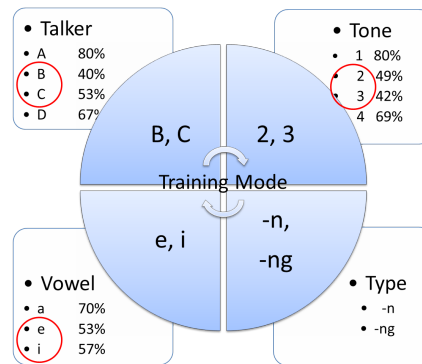 • Talker
• A 80%
• B 40%
• C 53%
• D 67%
• Tone
• 1 80%
• 2 49%
• 3 42%
4 69%
B, C
2, 3
Training Mode
e, i
-n,
-ng
• Vowel
• a 70%
• e 53%
• i 57%
• Type
• -n
• -ng